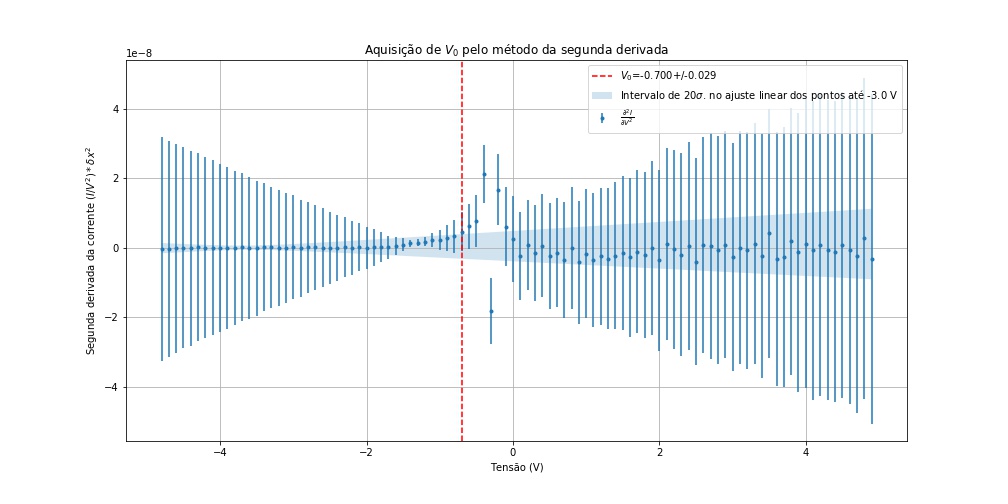 Aquisição de V₀ pelo método da segunda derivada
1e−8
V₀=-0.700+/-0.029
Intervalo de 20σ. no ajuste linear dos pontos até -3.0 V
∂²I/∂V²
Segunda derivada da corrente (I/V²)*δx²
4
2
0
−2
−4
−4
−2
0
2
4
Tensão (V)